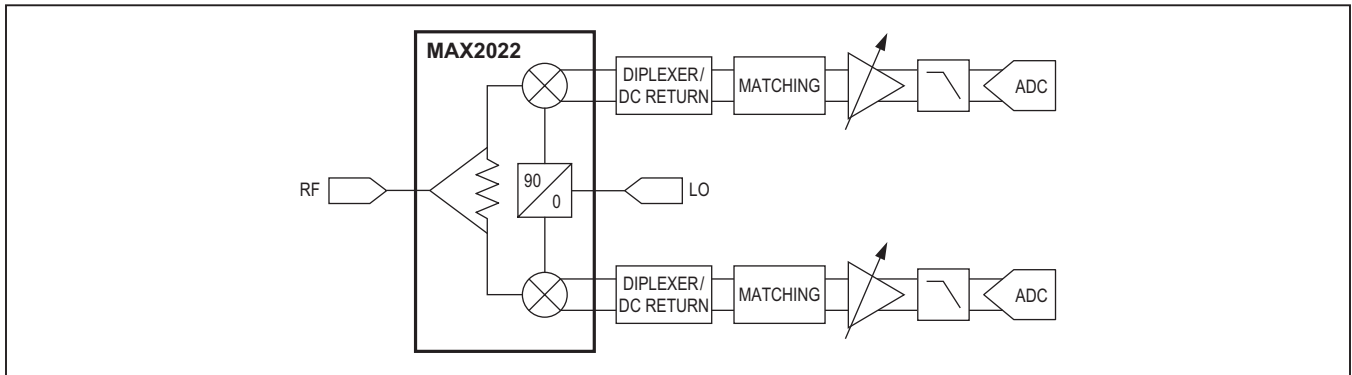 MAX2022
DIPLEXER/
DC RETURN
MATCHING
ADC
RF
90
0
LO
DIPLEXER/
DC RETURN
MATCHING
ADC